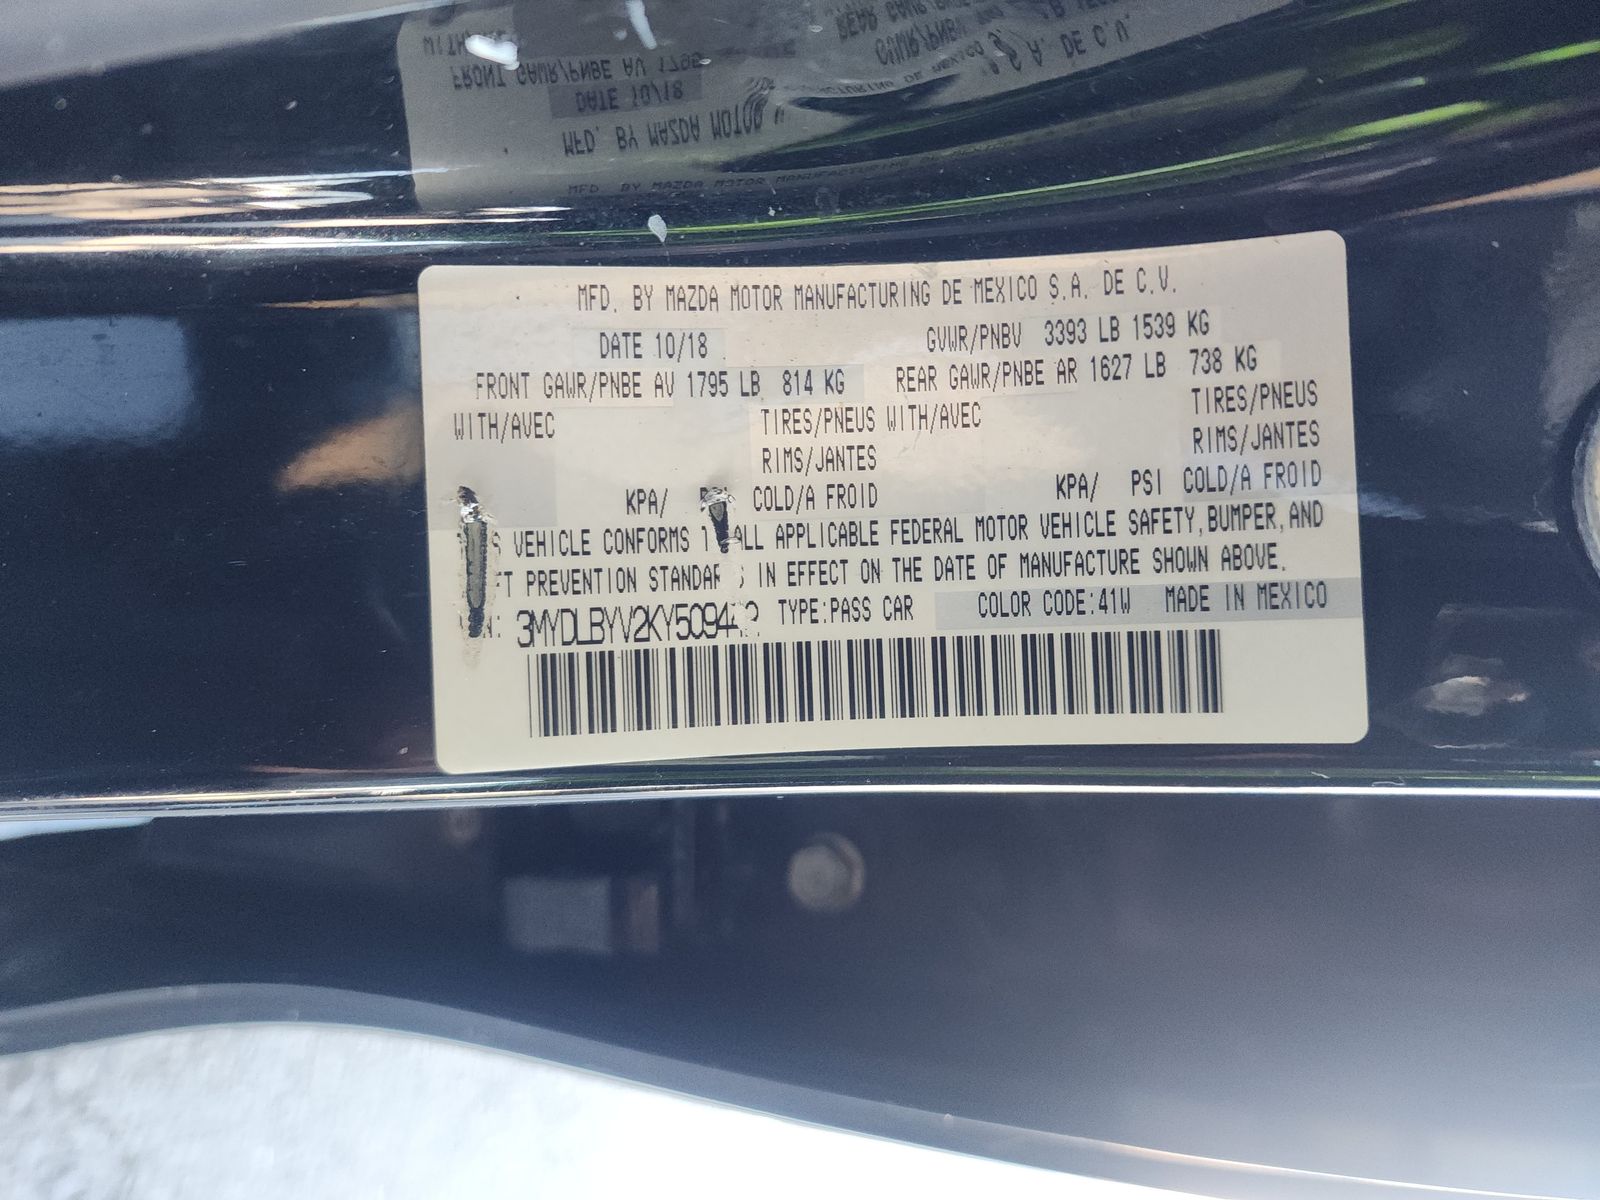 MFD. BY MAZDA MOTOR MANUFACTURING DE MEXICO S.A. DE C.V.
DATE 10/18 GVWR/PNBV 3393 LB 1539 KG
FRONT GAWR/PNBE AV 1795 LB 814 KG REAR GAWR/PNBE AR 1627 LB 738 KG
WITH/AVEC TIRES/PNEUS WITH/AVEC TIRES/PNEUS
RIMS/JANTES RIMS/JANTES
KPA/ COLD/A FROID KPA/ PSI COLD/A FROID
VEHICLE CONFORMS ALL APPLICABLE FEDERAL MOTOR VEHICLE SAFETY, BUMPER, AND
PREVENTION IN EFFECT ON THE DATE OF MANUFACTURE SHOWN ABOVE.
TYPE:PASS CAR COLOR CODE:41W MADE IN MEXICO